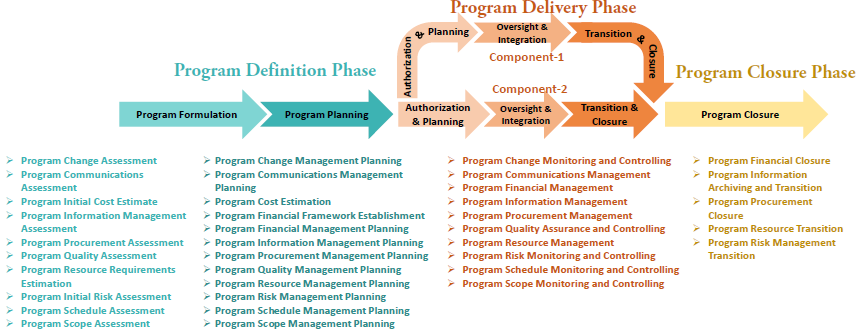 Program Delivery Phase
Authorization & Planning
Oversight &
Integration
Transition & Closure
Component-1
Program Definition Phase
Component-2
Program Closure Phase
Program Formulation
Program Planning
Authorization
& Planning
Oversight &
Integration
Transition &
Closure
Program Closure
Program Change Assessment
Program Communications
Assessment
Program Initial Cost Estimate
Program Information Management
Assessment
Program Procurement Assessment
Program Quality Assessment
Program Resource Requirements
Estimation
Program Initial Risk Assessment
Program Schedule Assessment
Program Scope Assessment
Program Change Management Planning
Program Communications Management
Planning
Program Cost Estimation
Program Financial Framework Establishment
Program Financial Management Planning
Program Information Management Planning
Program Procurement Management Planning
Program Quality Management Planning
Program Resource Management Planning
Program Risk Management Planning
Program Schedule Management Planning
Program Scope Management Planning
Program Change Monitoring and Controlling
Program Communications Management
Program Financial Management
Program Information Management
Program Procurement Management
Program Quality Assurance and Controlling
Program Resource Management
Program Risk Monitoring and Controlling
Program Schedule Monitoring and Controlling
Program Scope Monitoring and Controlling
Program Financial Closure
Program Information
Archiving and Transition
Program Procurement
Closure
Program Resource Transition
Program Risk Management
Transition